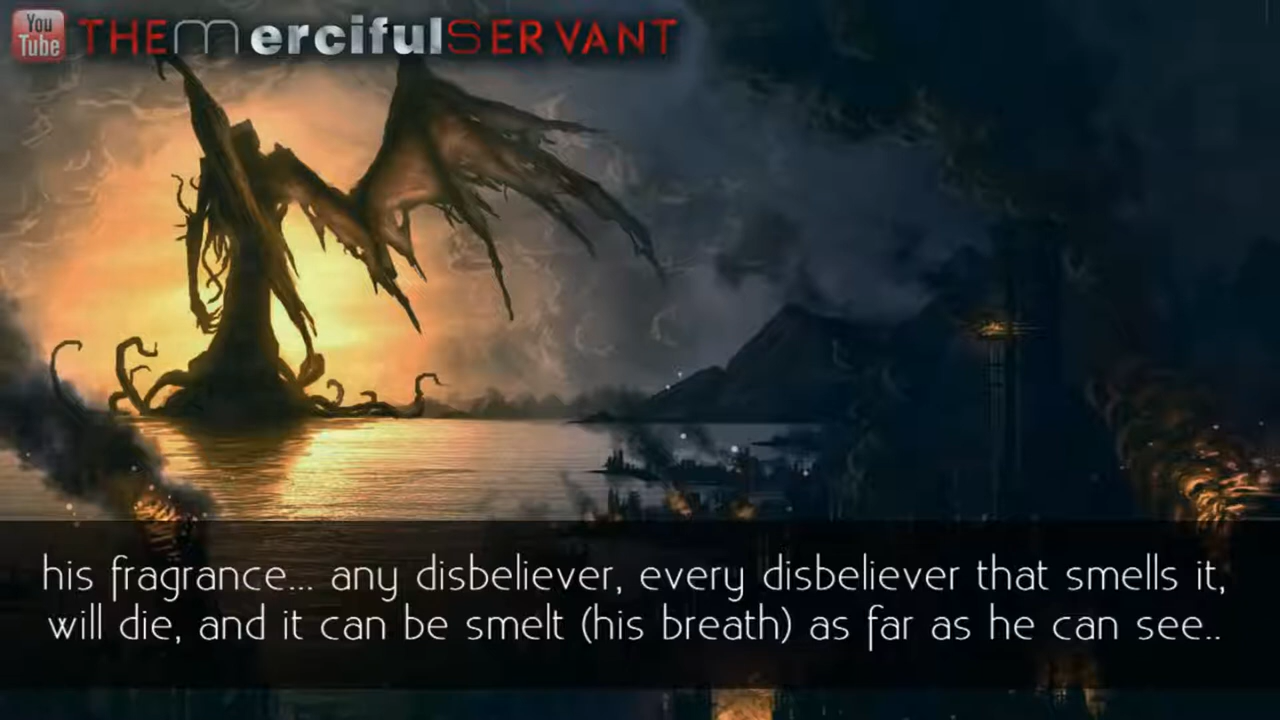 You
Tube
THEmercifulSERVANT
his fragrance... any disbeliever, every disbeliever that smells it,
will die, and it can be smelt (his breath) as far as he can see..